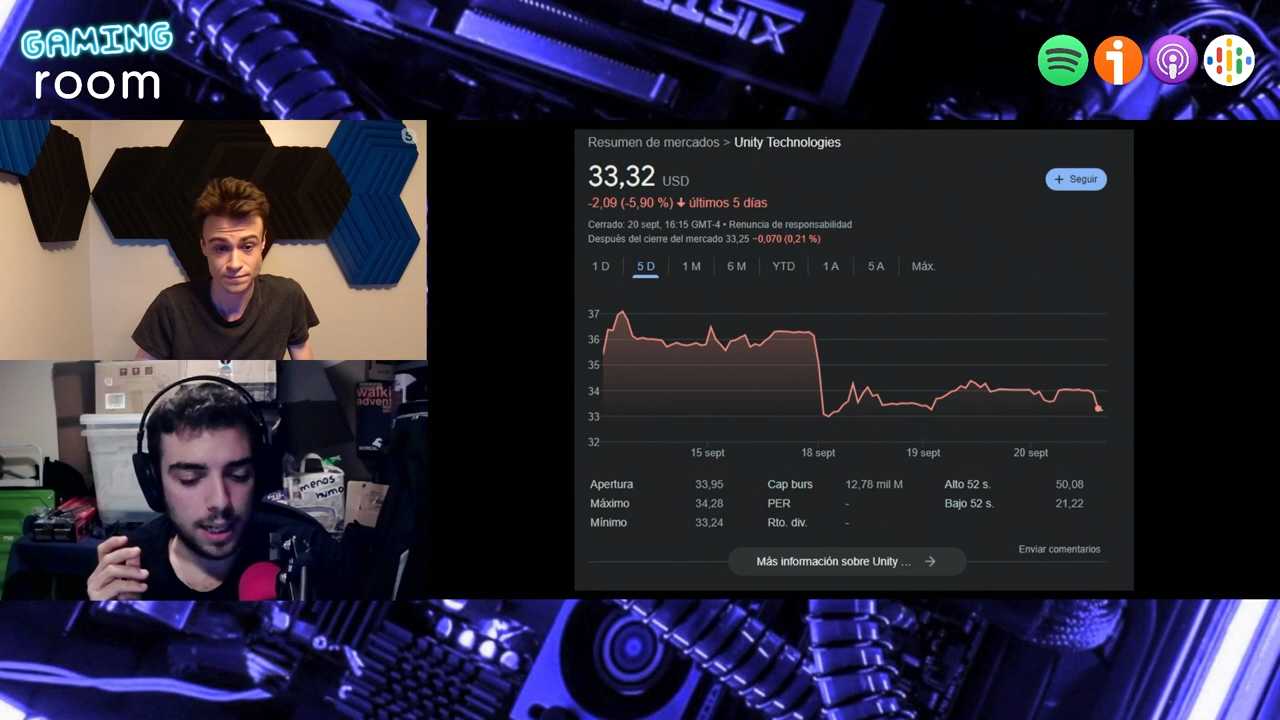 GAMING
room
Resumen de mercados > Unity Technologies
33,32 USD
+ Seguir
-2,09 (-5,90 %) ↓ últimos 5 días
Cerrado: 20 sept, 16:15 GMT-4 • Renuncia de responsabilidad
Después del cierre del mercado 33,25 −0,070 (0,21 %)
1 D 5 D 1 M 6 M YTD 1 A 5 A Máx.
37
36
35
34
33
32
15 sept 18 sept 19 sept 20 sept
Apertura 33,95 Cap burs 12,78 mil M Alto 52 s. 50,08
Máximo 34,28 PER - Bajo 52 s. 21,22
Mínimo 33,24 Rto. div. -
Enviar comentarios
Más información sobre Unity ... →
menos
humo
BOREAL